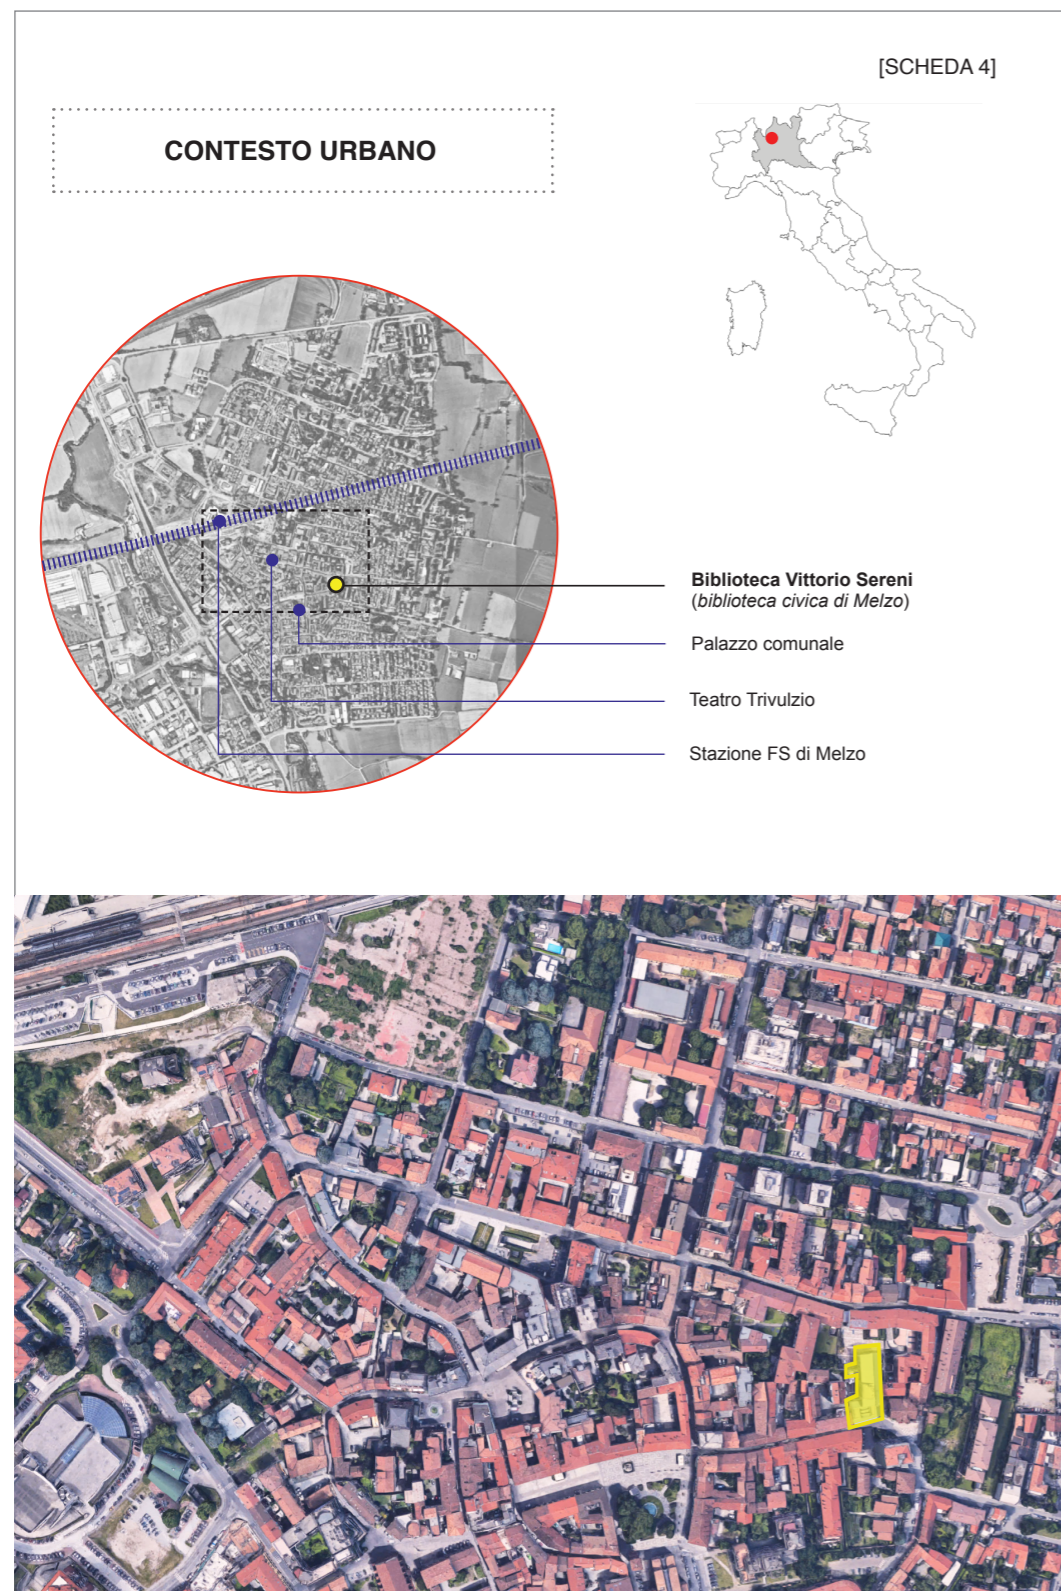 [SCHEDA 4]
CONTESTO URBANO
Biblioteca Vittorio Sereni
(biblioteca civica di Melzo)
Palazzo comunale
Teatro Trivulzio
Stazione FS di Melzo